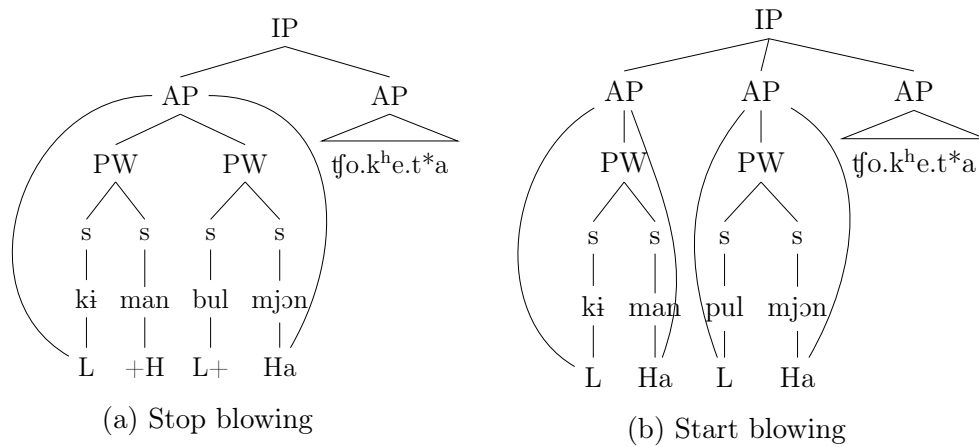 IP
AP AP
PW PW ʧo.kʰe.t*a
s s s s
kɨ man bul mjɔn
L +H L+ Ha
(a) Stop blowing
IP
AP AP AP
PW PW ʧo.kʰe.t*a
s s s s
kɨ man pul mjɔn
L Ha L Ha
(b) Start blowing